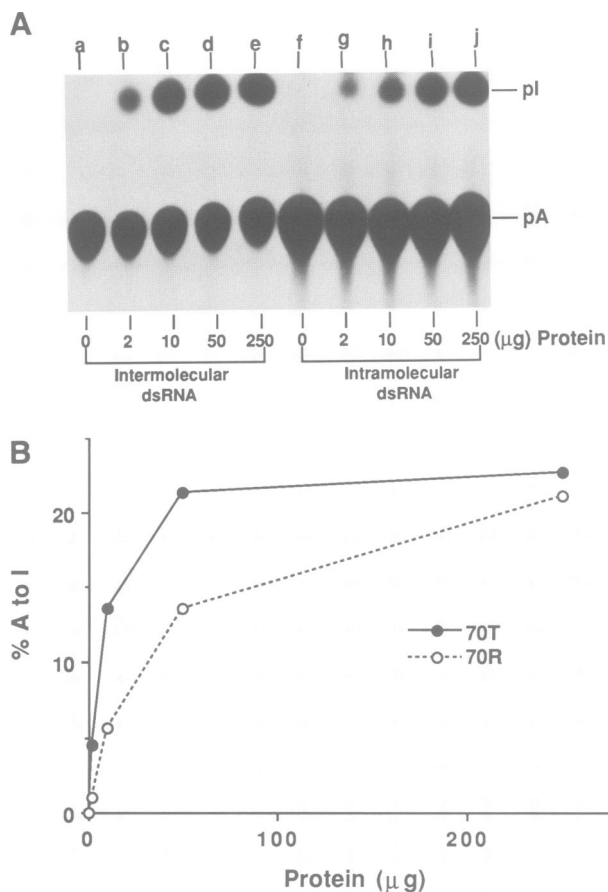 A
a b c d e f g h i j
pI
pA
0 2 10 50 250 0 2 10 50 250 (μg) Protein
Intermolecular dsRNA
Intramolecular dsRNA
B
% A to I
20
10
0
70T
70R
0 100 200
Protein (μg)